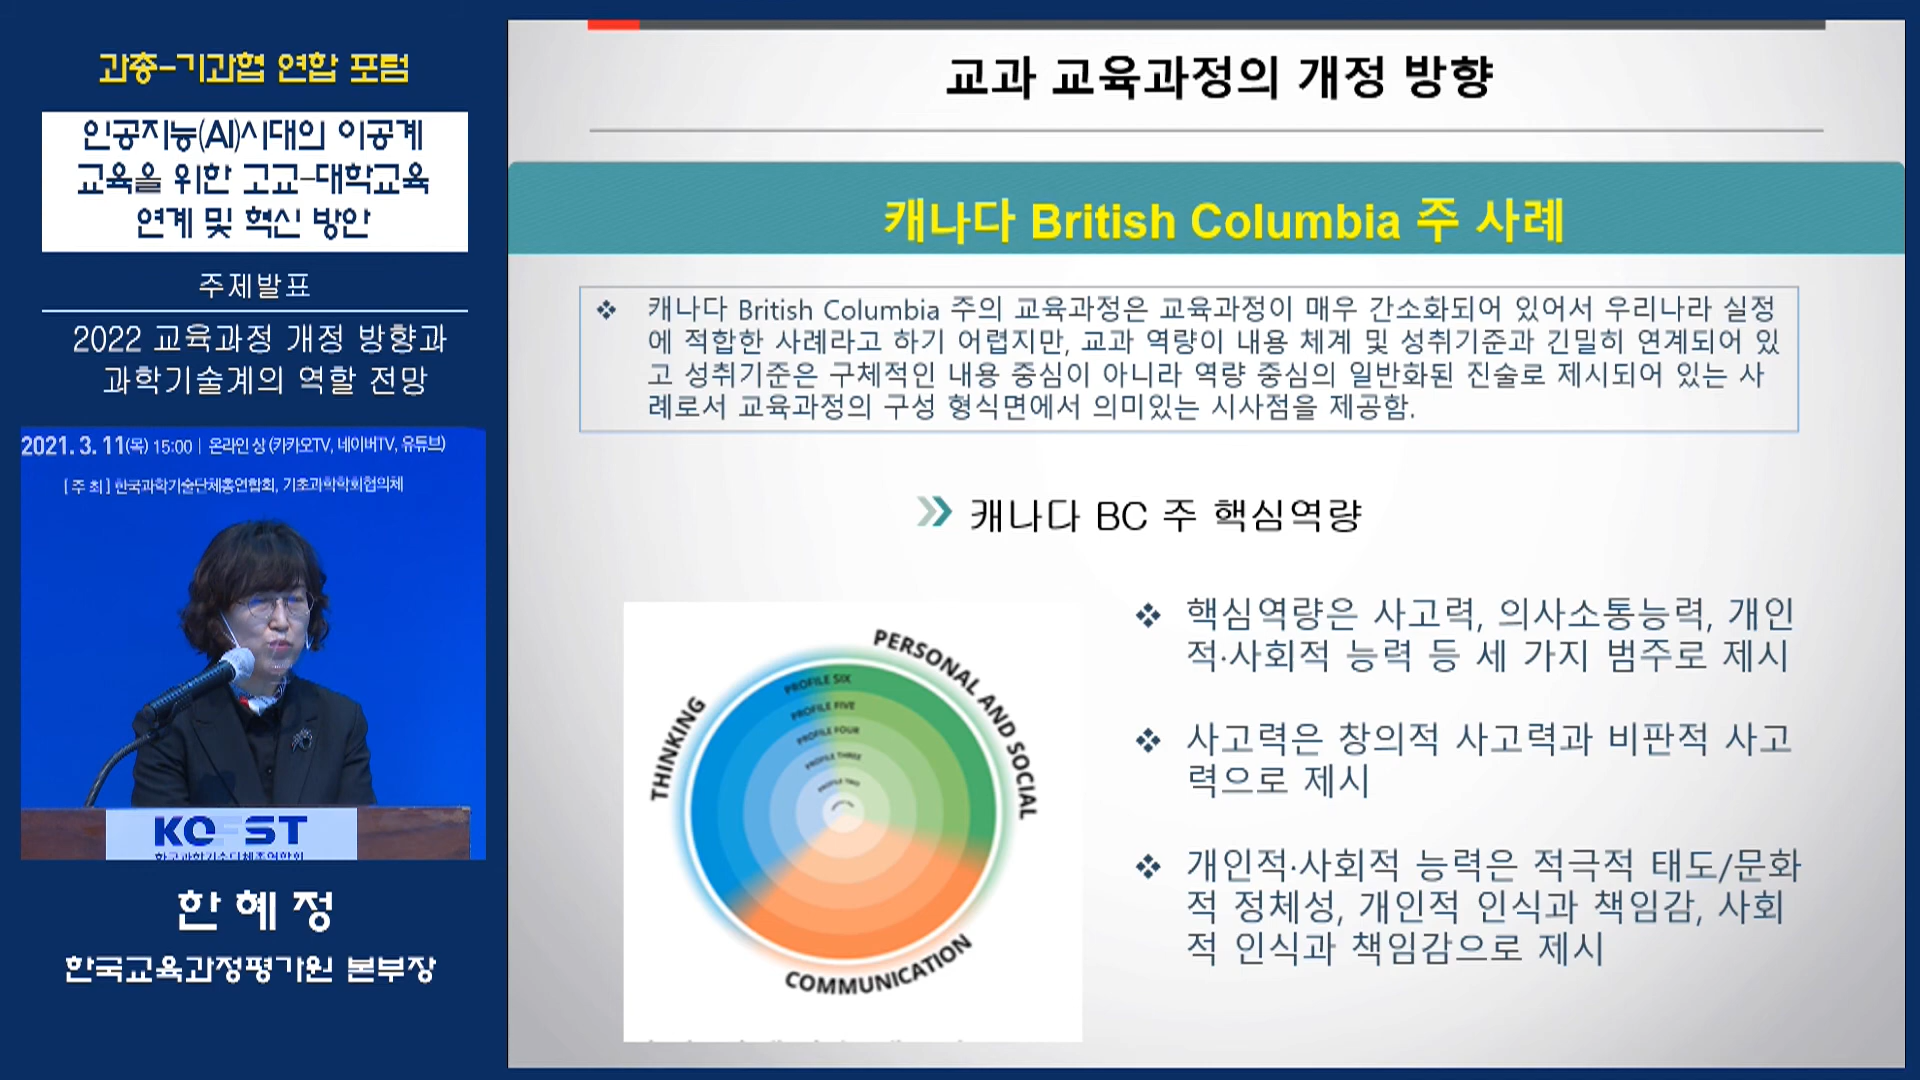 과총-기과협 연합 포럼
인공지능(AI)시대의 이공계
교육을 위한 고교-대학교육
연계 및 혁신 방안
주제발표
2022 교육과정 개정 방향과
과학기술계의 역할 전망
2021. 3. 11(목) 15:00 | 온라인 상 (카카오TV, 네이버TV, 유튜브)
[ 주 최 ] 한국과학기술단체총연합회, 기초과학학회협의체
한국과학기술단체총연합회
한 혜 정
한국교육과정평가원 본부장
교과 교육과정의 개정 방향
캐나다 British Columbia 주 사례
❖ 캐나다 British Columbia 주의 교육과정은 교육과정이 매우 간소화되어 있어서 우리나라 실정
에 적합한 사례라고 하기 어렵지만, 교과 역량이 내용 체계 및 성취기준과 긴밀히 연계되어 있
고 성취기준은 구체적인 내용 중심이 아니라 역량 중심의 일반화된 진술로 제시되어 있는 사
례로서 교육과정의 구성 형식면에서 의미있는 시사점을 제공함.
캐나다 BC 주 핵심역량
THINKING
PERSONAL AND SOCIAL
COMMUNICATION
PROFILE SIX
PROFILE FIVE
PROFILE FOUR
PROFILE THREE
PROFILE TWO
❖ 핵심역량은 사고력, 의사소통능력, 개인
적·사회적 능력 등 세 가지 범주로 제시
❖ 사고력은 창의적 사고력과 비판적 사고
력으로 제시
❖ 개인적·사회적 능력은 적극적 태도/문화
적 정체성, 개인적 인식과 책임감, 사회
적 인식과 책임감으로 제시